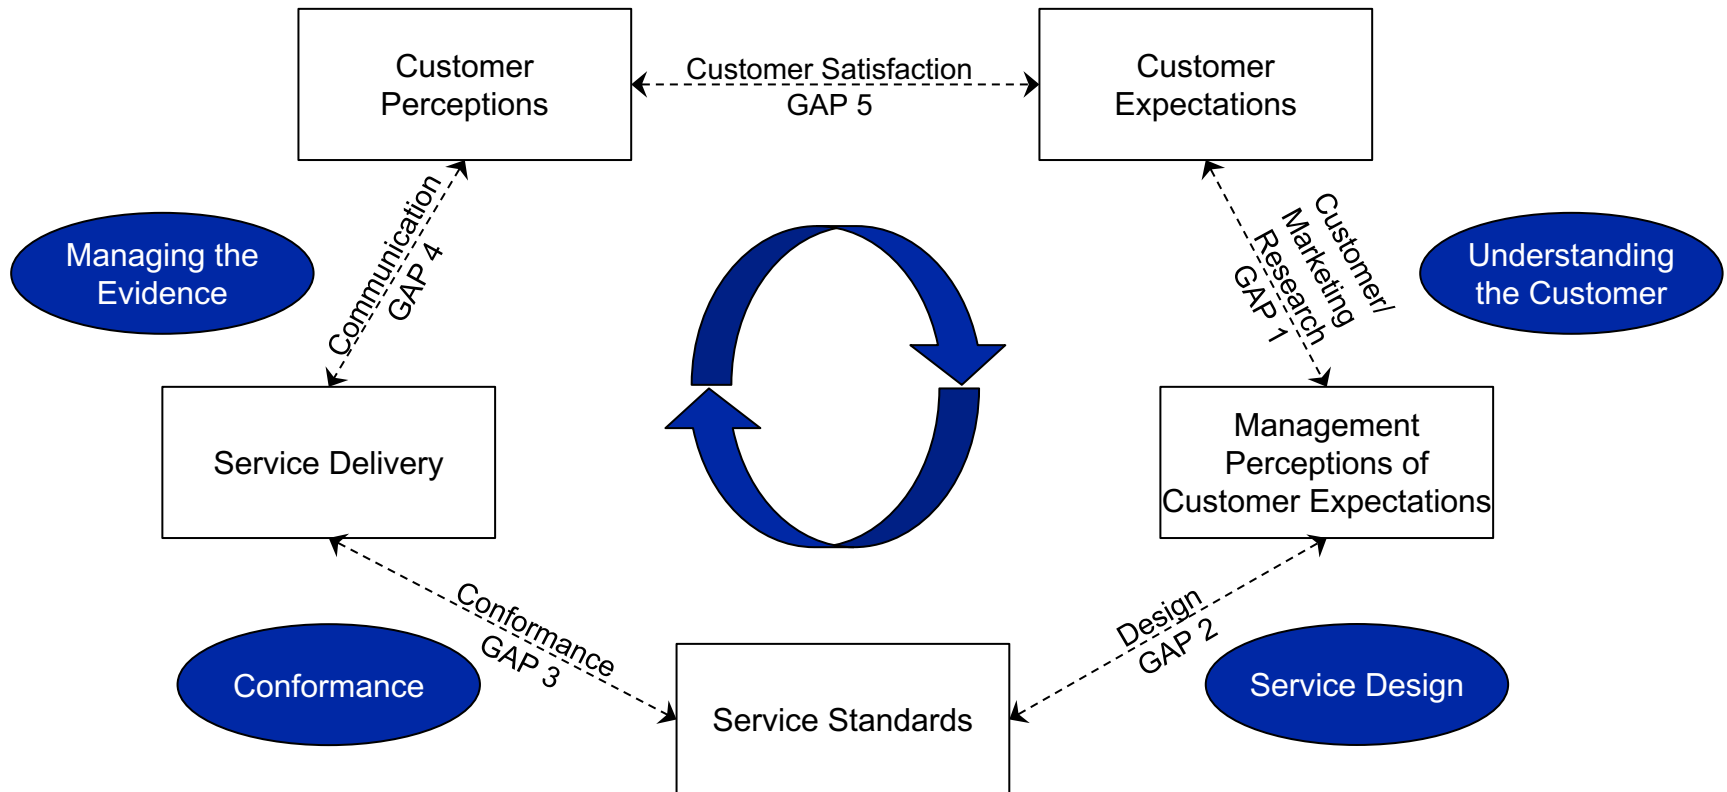 Customer
Perceptions
Customer Satisfaction
GAP 5
Customer
Expectations
Communication
GAP 4
Customer/
Marketing
Research
GAP 1
Managing the
Evidence
Understanding
the Customer
Service Delivery
Management
Perceptions of
Customer Expectations
Conformance
GAP 3
Design
GAP 2
Conformance
Service Standards
Service Design